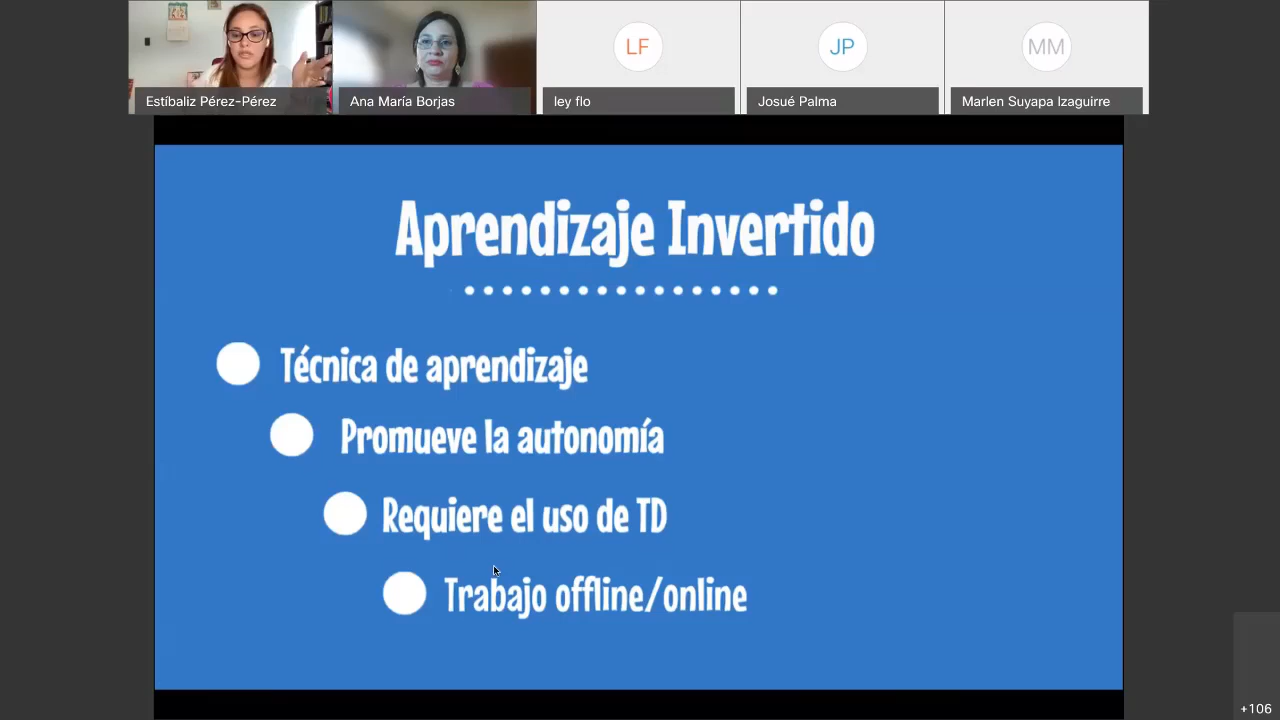 LF
JP
MM
Estíbaliz Pérez-Pérez
Ana María Borjas
ley flo
Josué Palma
Marlen Suyapa Izaguirre
Aprendizaje Invertido
Técnica de aprendizaje
Promueve la autonomía
Requiere el uso de TD
Trabajo offline/online
+106